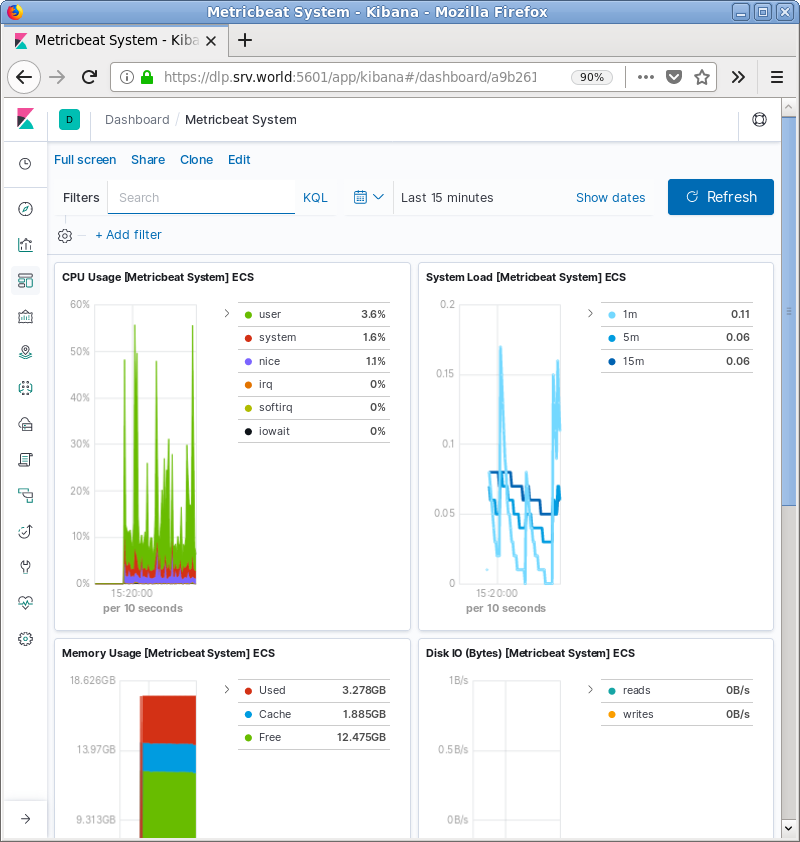 Metricbeat System - Kibana - Mozilla Firefox
Metricbeat System - Kiba
https://dlp.srv.world:5601/app/kibana#/dashboard/a9b261
90%
D
Dashboard / Metricbeat System
Full screen Share Clone Edit
Filters Search KQL Last 15 minutes Show dates Refresh
+ Add filter
CPU Usage [Metricbeat System] ECS
60%
50%
40%
30%
20%
10%
0%
15:20:00
per 10 seconds
user 3.6%
system 1.6%
nice 1.1%
irq 0%
softirq 0%
iowait 0%
System Load [Metricbeat System] ECS
0.2
0.15
0.1
0.05
0
15:20:00
per 10 seconds
1m 0.11
5m 0.06
15m 0.06
Memory Usage [Metricbeat System] ECS
18.626GB
13.97GB
9.313GB
Used 3.278GB
Cache 1.885GB
Free 12.475GB
Disk IO (Bytes) [Metricbeat System] ECS
1B/s
0.5B/s
0B/s
reads 0B/s
writes 0B/s